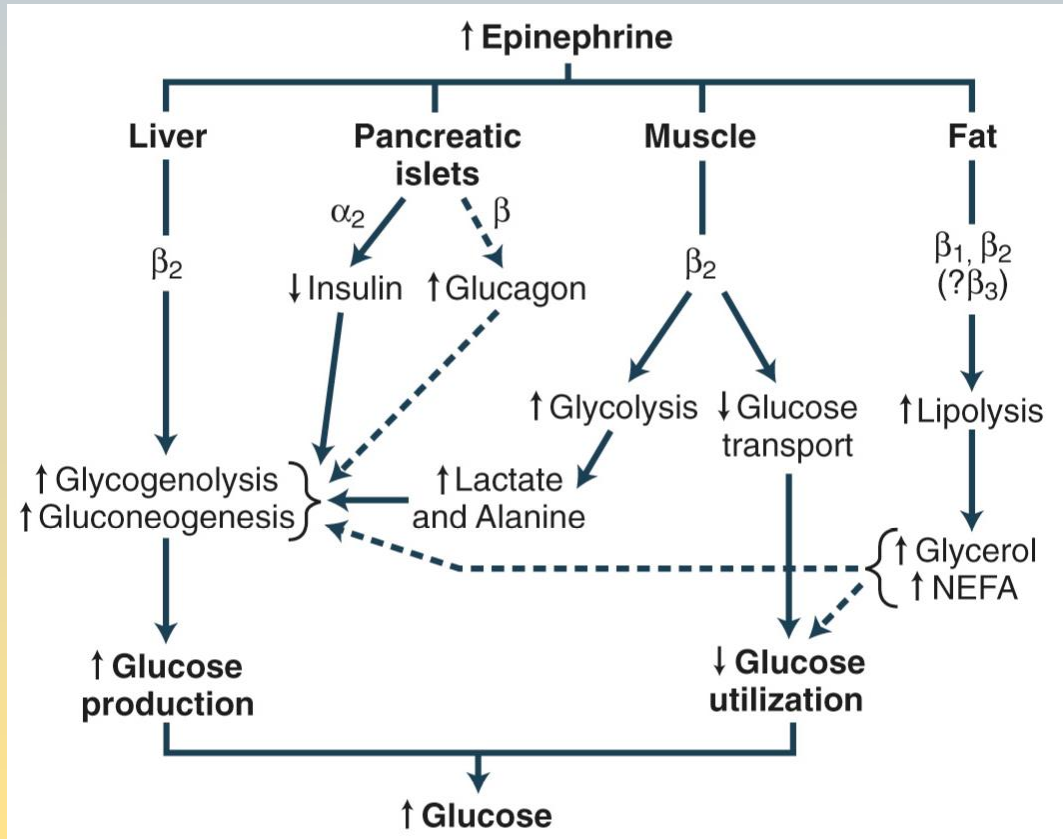 ↑ Epinephrine
Liver
Pancreatic
islets
Muscle
Fat
α₂
β
β₂
↓ Insulin
↑ Glucagon
β₂
β₁, β₂
(?β₃)
↑ Glycolysis
↓ Glucose
transport
↑ Lipolysis
↑ Glycogenolysis
↑ Gluconeogenesis
↑ Lactate
and Alanine
↑ Glycerol
↑ NEFA
↑ Glucose
production
↓ Glucose
utilization
↑ Glucose